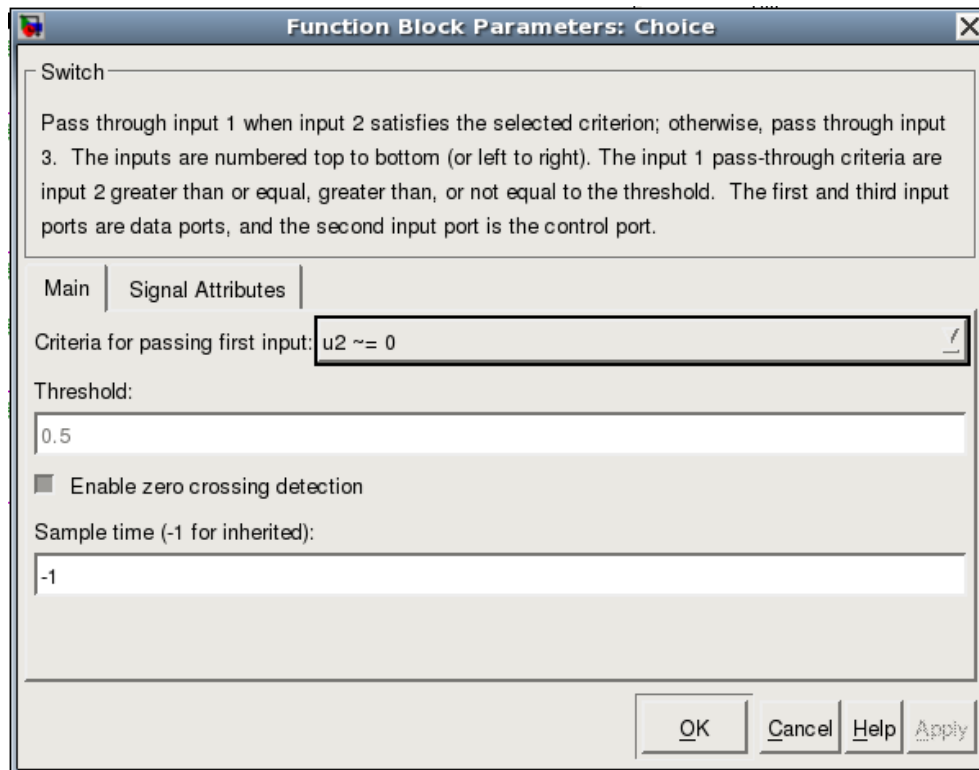 Function Block Parameters: Choice
Switch
Pass through input 1 when input 2 satisfies the selected criterion; otherwise, pass through input
3. The inputs are numbered top to bottom (or left to right). The input 1 pass-through criteria are
input 2 greater than or equal, greater than, or not equal to the threshold. The first and third input
ports are data ports, and the second input port is the control port.
Main Signal Attributes
Criteria for passing first input: u2 ~= 0
Threshold:
0.5
Enable zero crossing detection
Sample time (-1 for inherited):
-1
OK Cancel Help Apply